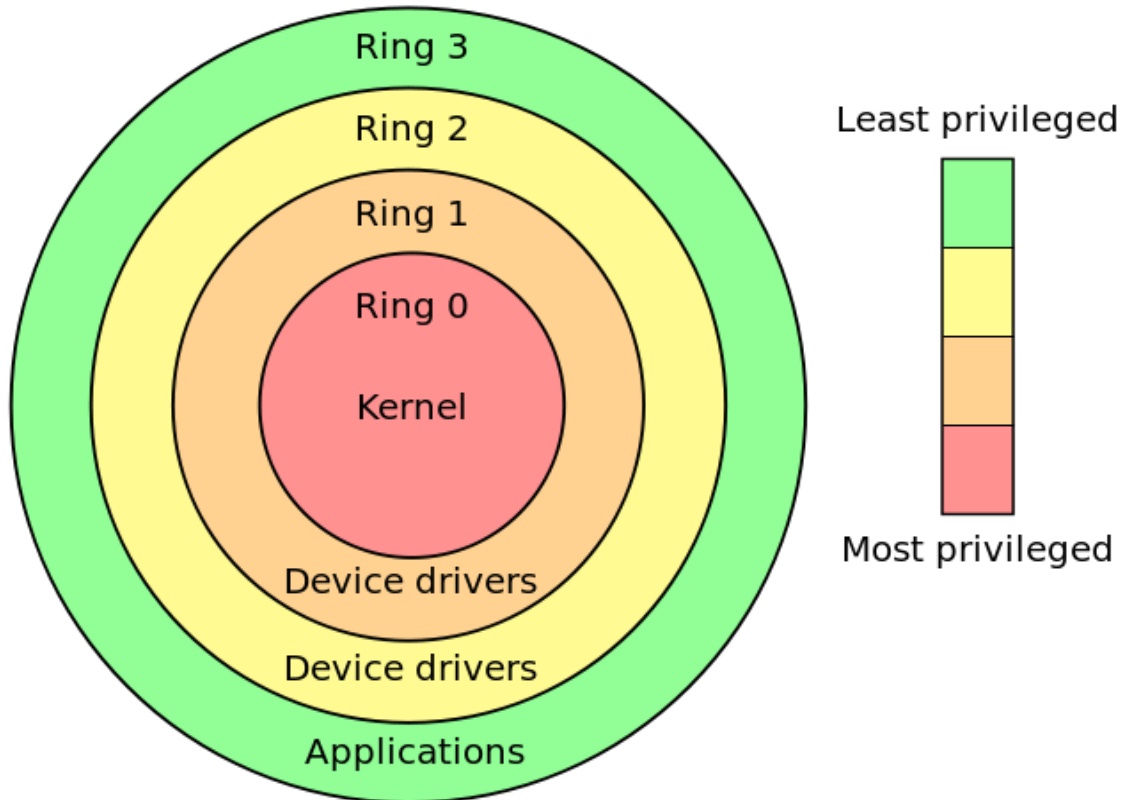 Ring 3
Ring 2
Ring 1
Ring 0
Kernel
Device drivers
Device drivers
Applications
Least privileged
Most privileged